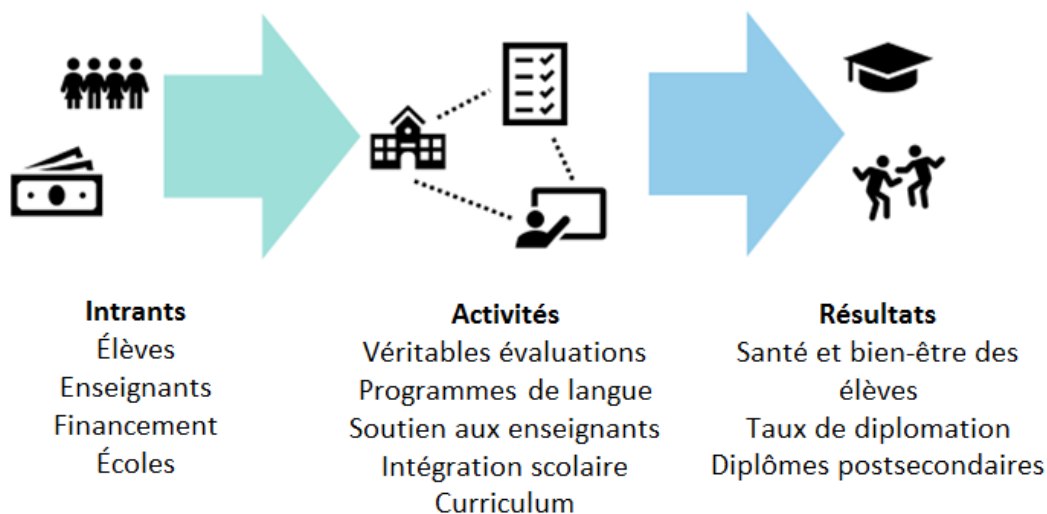 Intrants
Élèves
Enseignants
Financement
Écoles
Activités
Véritables évaluations
Programmes de langue
Soutien aux enseignants
Intégration scolaire
Curriculum
Résultats
Santé et bien-être des
élèves
Taux de diplomation
Diplômes postsecondaires